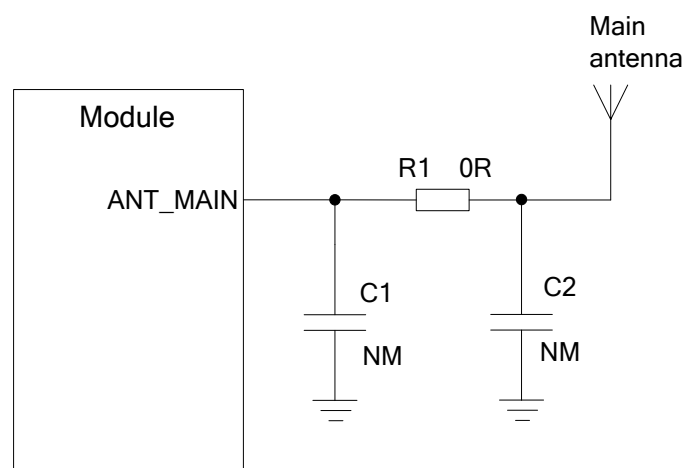 Main
antenna
Module
R1 0R
ANT_MAIN
C1
C2
NM
NM